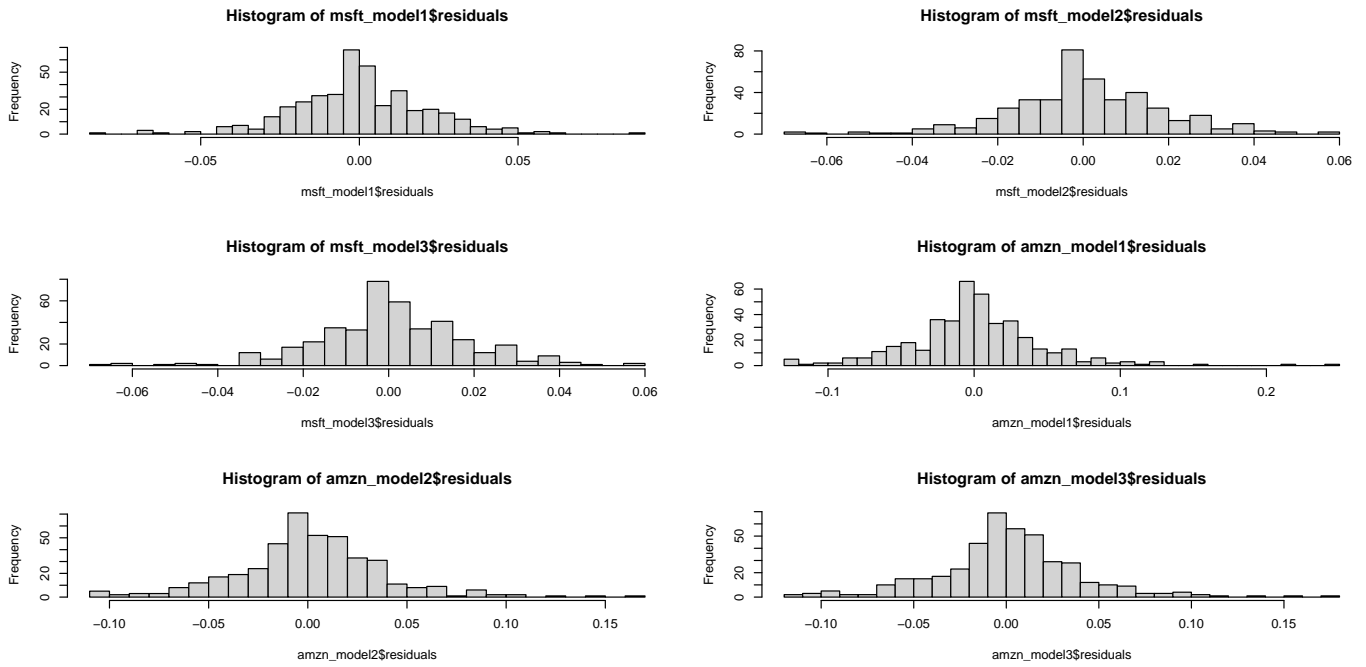 Histogram of msft_model1$residuals
Frequency
20
50
−0.05
0.00
0.05
msft_model1$residuals
Histogram of msft_model2$residuals
Frequency
0
40
80
−0.06
−0.04
−0.02
0.00
0.02
0.04
0.06
msft_model2$residuals
Histogram of msft_model3$residuals
Frequency
0
20
60
−0.06
−0.04
−0.02
0.00
0.02
0.04
0.06
msft_model3$residuals
Histogram of amzn_model1$residuals
Frequency
0
20
40
60
−0.1
0.0
0.1
0.2
amzn_model1$residuals
Histogram of amzn_model2$residuals
Frequency
0
20
50
−0.10
−0.05
0.00
0.05
0.10
0.15
amzn_model2$residuals
Histogram of amzn_model3$residuals
Frequency
0
20
50
−0.10
−0.05
0.00
0.05
0.10
0.15
amzn_model3$residuals